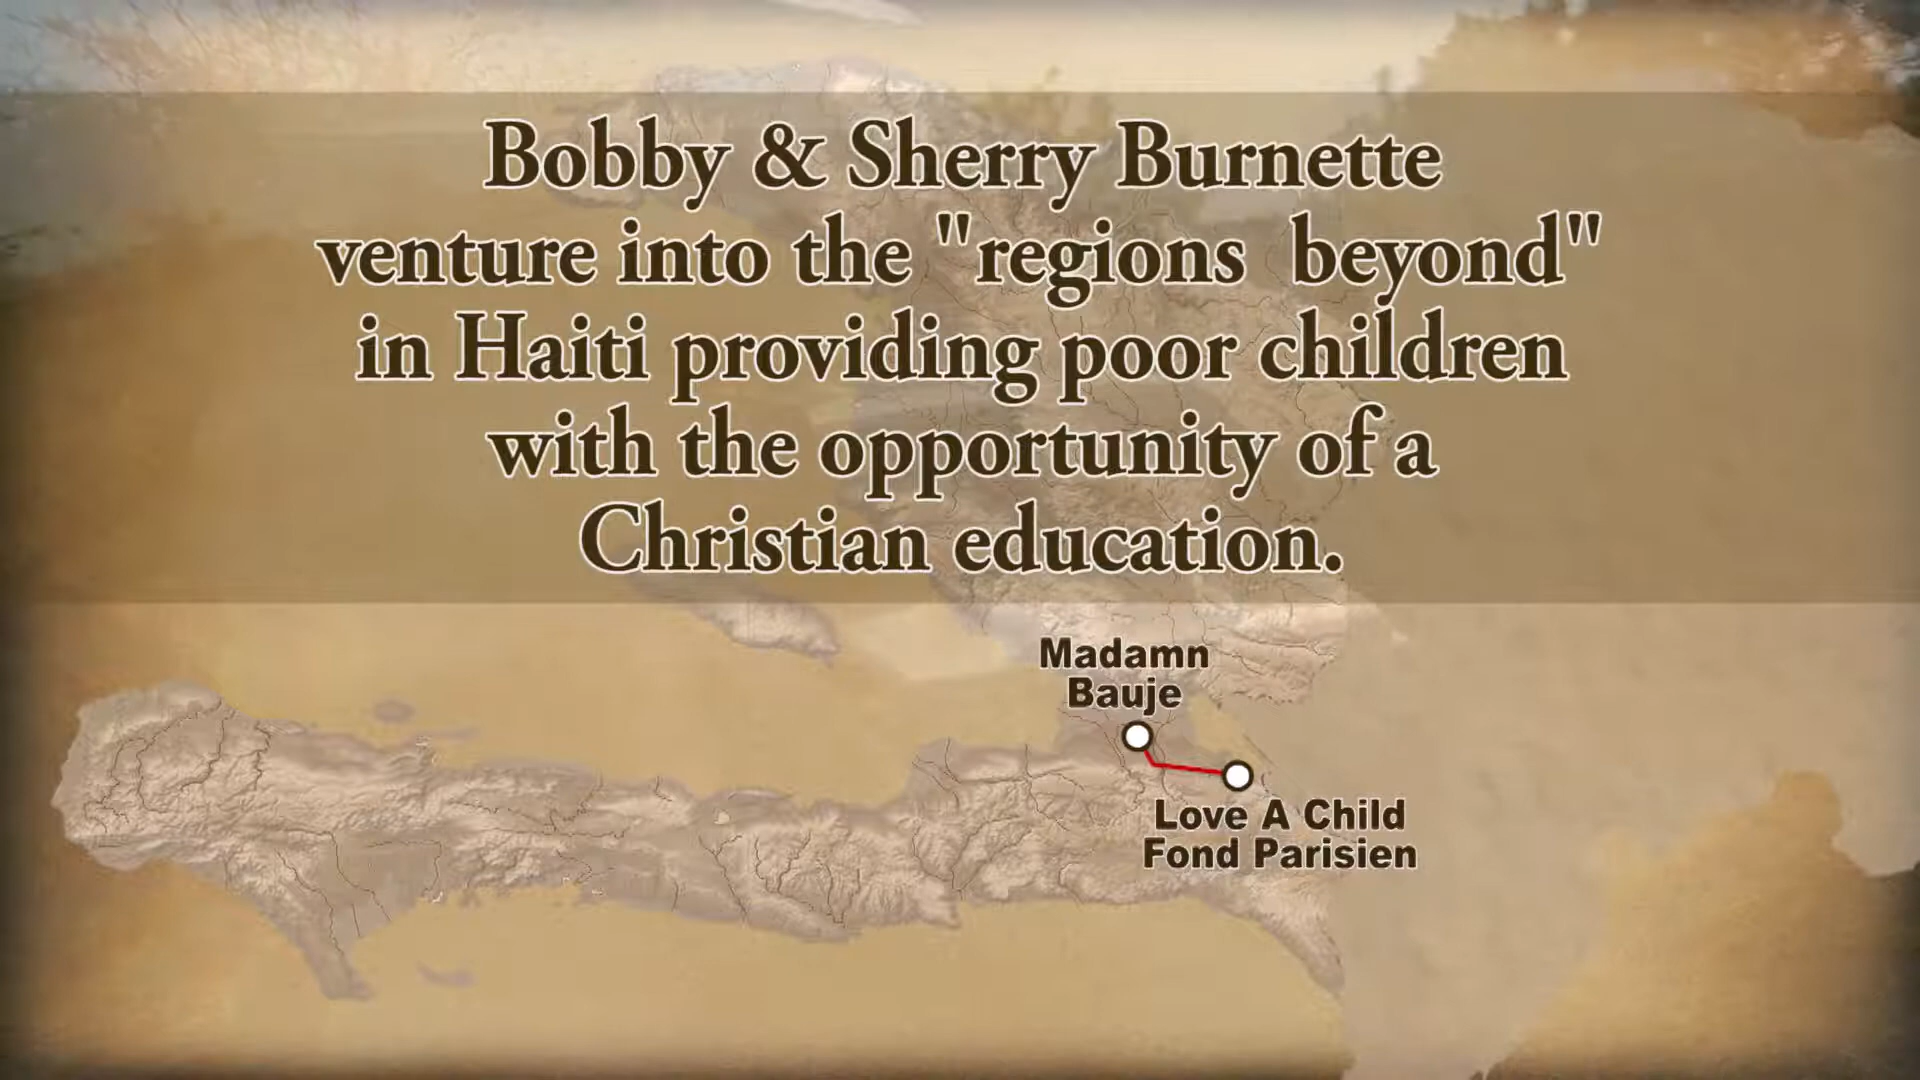 Bobby & Sherry Burnette
venture into the "regions beyond"
in Haiti providing poor children
with the opportunity of a
Christian education.
Madamn
Bauje
Love A Child
Fond Parisien